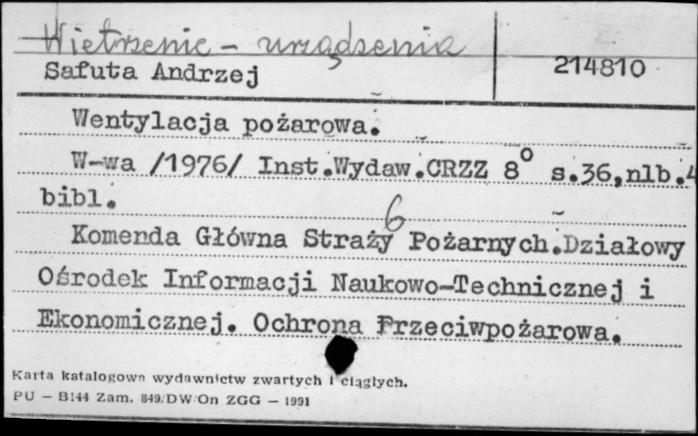 Wietrzenie - urządzenia
Safuta Andrzej
214810
Wentylacja pożarowa.
W-wa /1976/ Inst.Wydaw.CRZZ 8° s.36,nlb.4
bibl.
6
Komenda Główna Straży Pożarnych.Działowy
Ośrodek Informacji Naukowo-Technicznej i
Ekonomicznej. Ochrona Przeciwpożarowa.
Karta katalogowa wydawnictw zwartych i ciągłych.
PU — B144 Zam. 849/DW/On ZGG — 1991